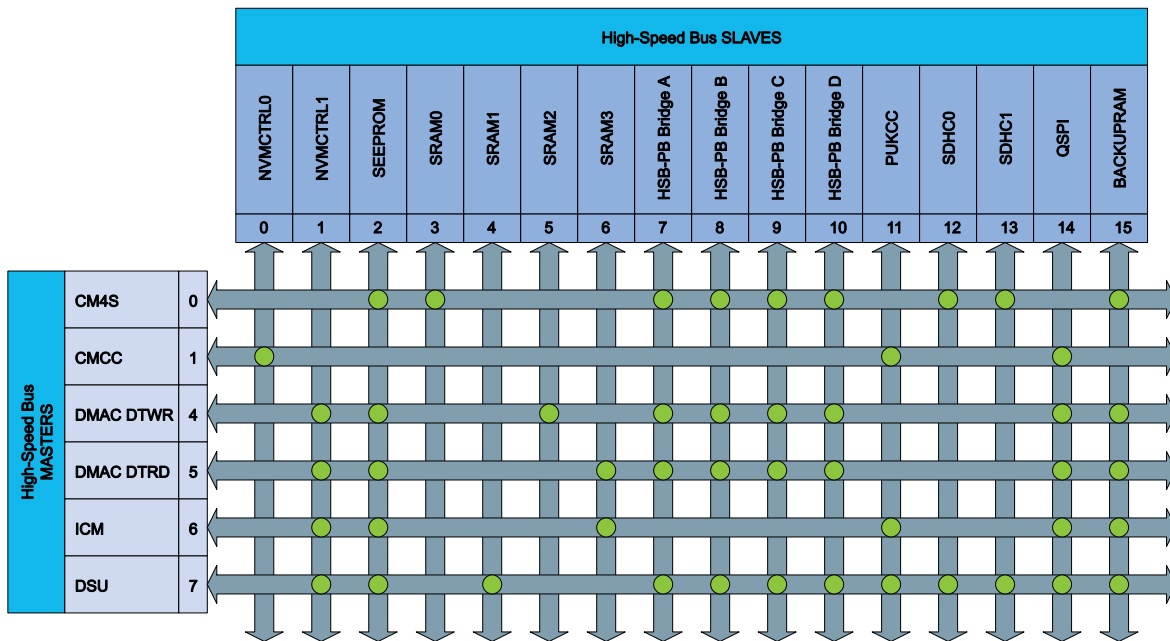 High-Speed Bus SLAVES
NVMCTRL0
NVMCTRL1
SEEPROM
SRAM0
SRAM1
SRAM2
SRAM3
HSB-PB Bridge A
HSB-PB Bridge B
HSB-PB Bridge C
HSB-PB Bridge D
PUKCC
SDHC0
SDHC1
QSPI
BACKUPRAM
0 1 2 3 4 5 6 7 8 9 10 11 12 13 14 15
High-Speed Bus
MASTERS
CM4S 0
CMCC 1
DMAC DTWR 4
DMAC DTRD 5
ICM 6
DSU 7